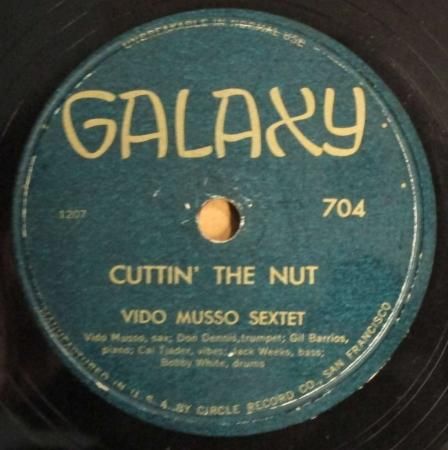 UNBREAKABLE IN NORMAL USE
GALAXY
1207
704
CUTTIN' THE NUT
VIDO MUSSO SEXTET
Vido Musso, sax; Don Dennis, trumpet; Gil Barrios,
piano; Cal Tjader, vibes; Jack Weeks, bass;
Bobby White, drums
MANUFACTURED IN U. S. A. BY CIRCLE RECORD CO., SAN FRANCISCO